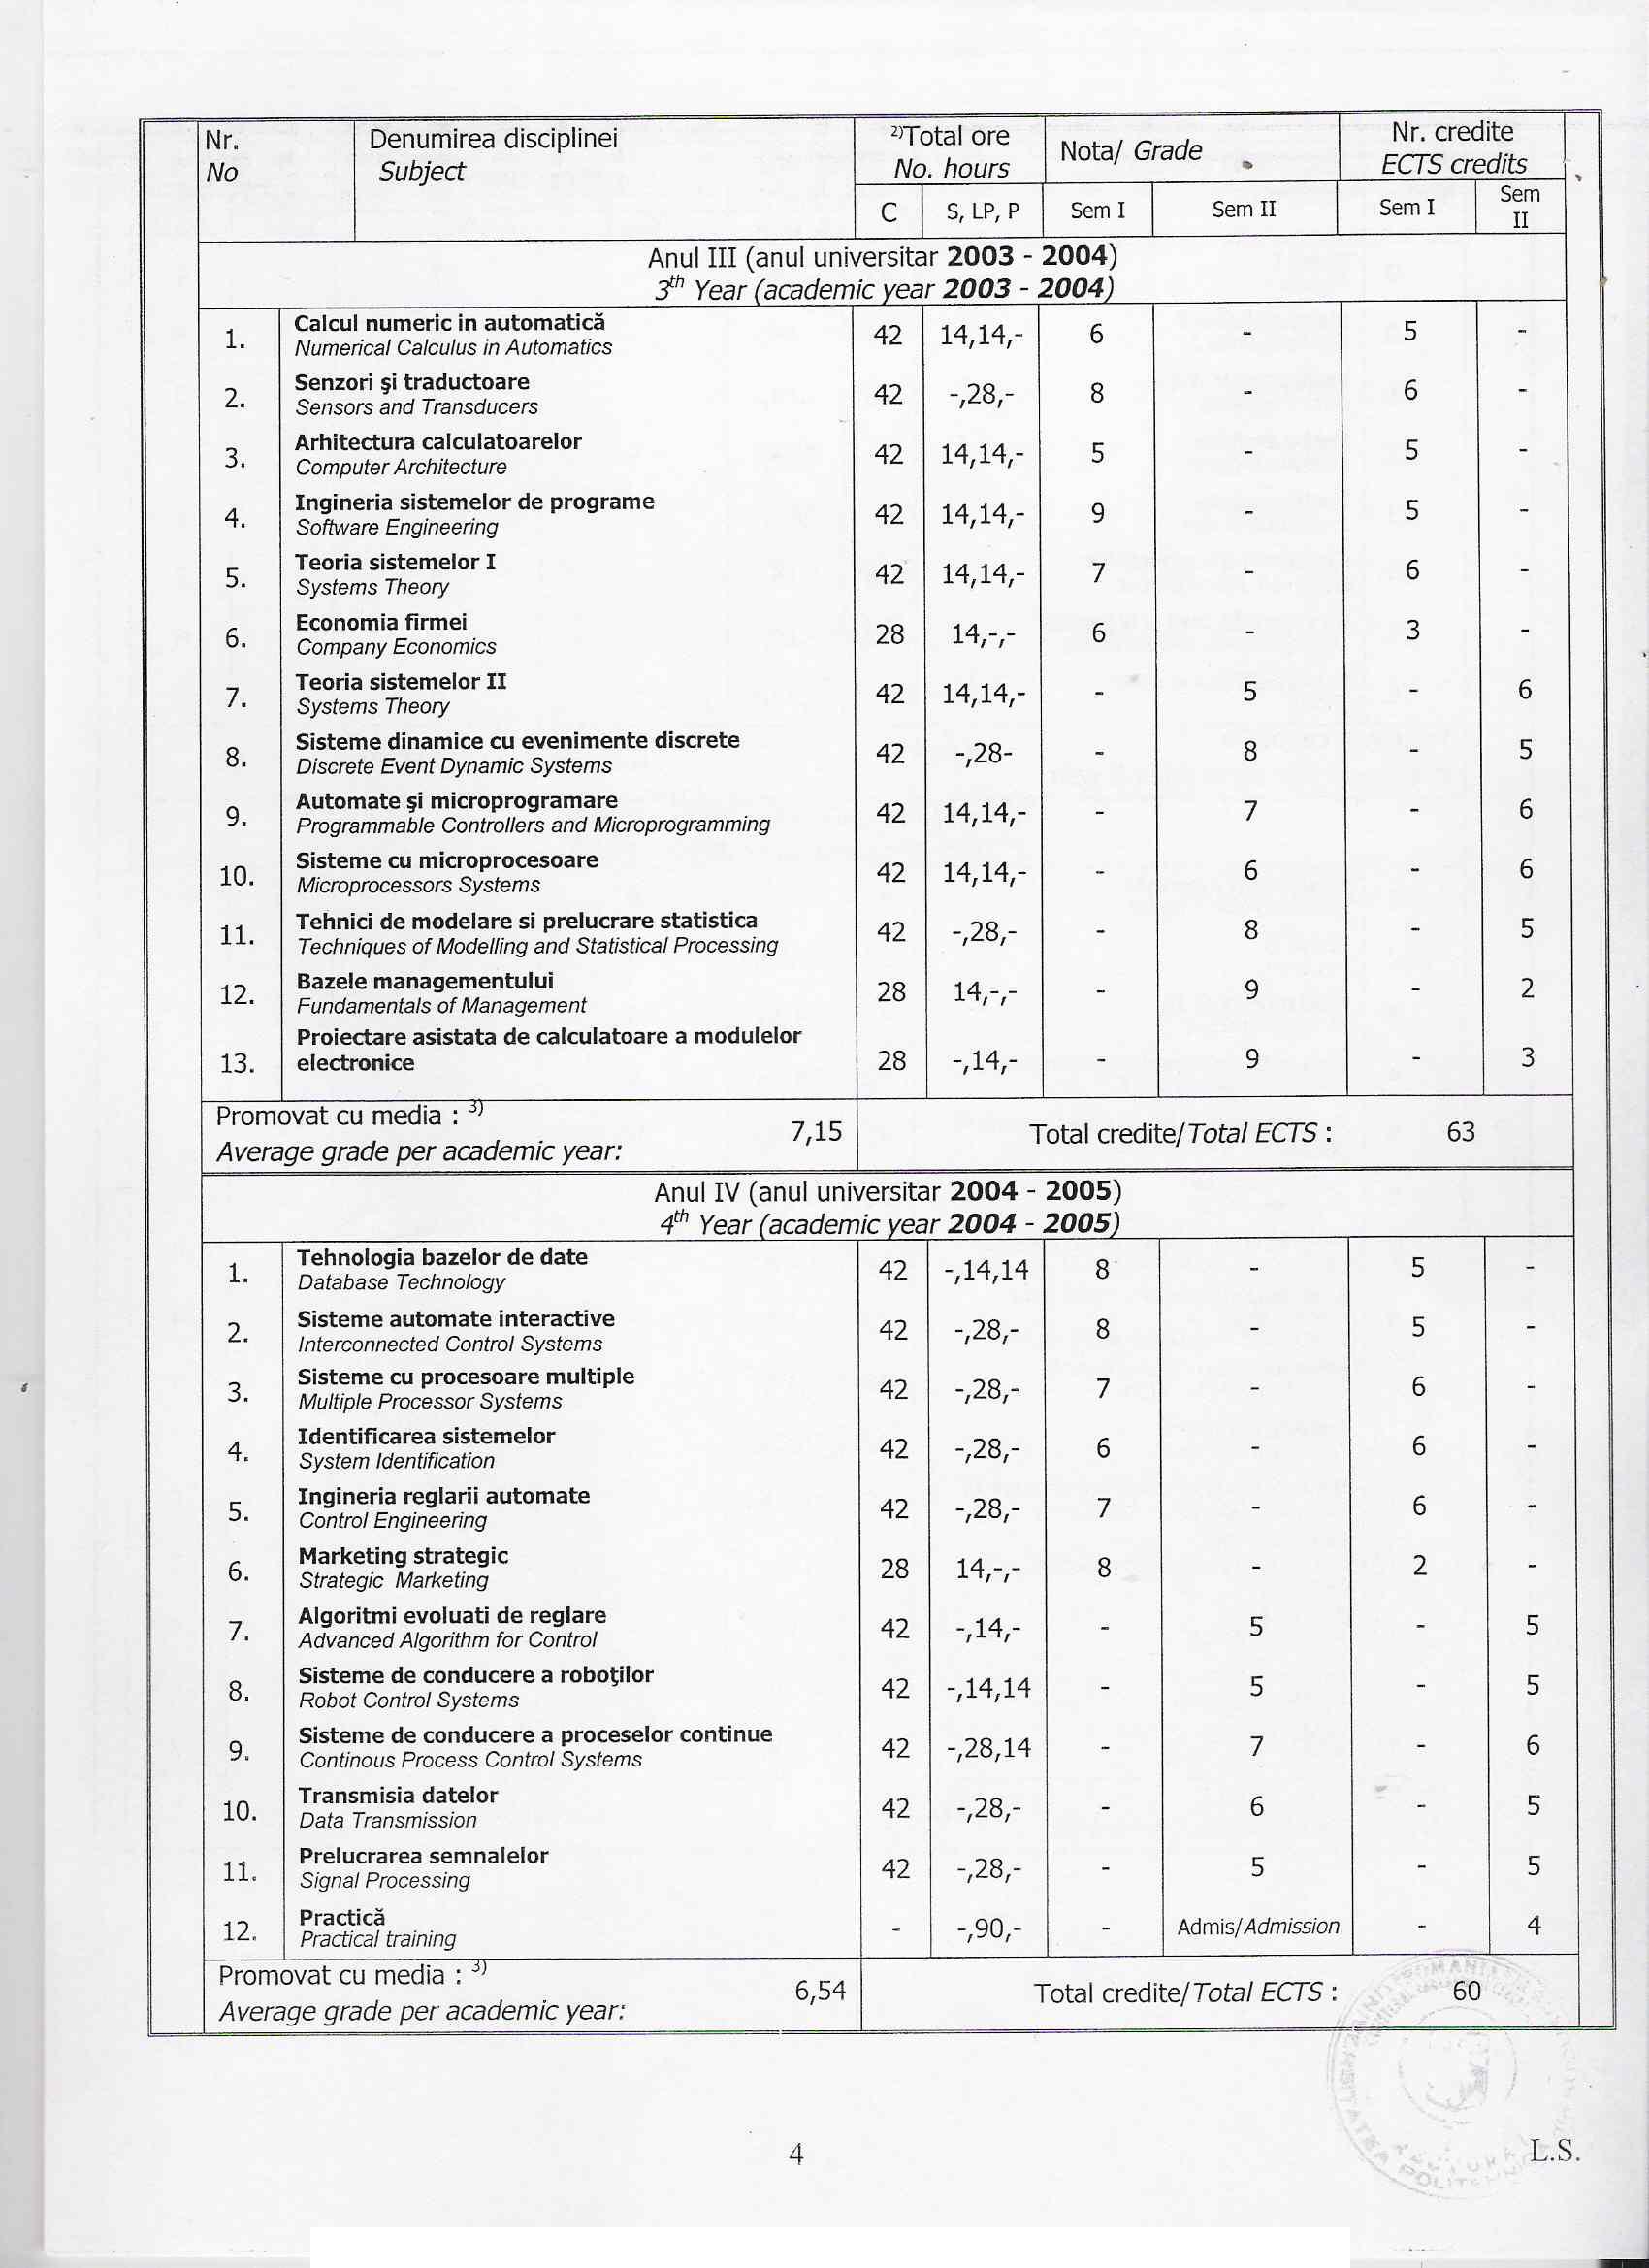 Nr. Denumirea disciplinei ²⁾Total ore Nota/ Grade Nr. credite
No Subject No. hours ECTS credits
C S, LP, P Sem I Sem II Sem I Sem II
Anul III (anul universitar 2003 - 2004)
3th Year (academic year 2003 - 2004)
1. Calcul numeric in automatică 42 14,14,- 6 - 5 -
Numerical Calculus in Automatics
2. Senzori şi traductoare 42 -,28,- 8 - 6 -
Sensors and Transducers
3. Arhitectura calculatoarelor 42 14,14,- 5 - 5 -
Computer Architecture
4. Ingineria sistemelor de programe 42 14,14,- 9 - 5 -
Software Engineering
5. Teoria sistemelor I 42 14,14,- 7 - 6 -
Systems Theory
6. Economia firmei 28 14,-,- 6 - 3 -
Company Economics
7. Teoria sistemelor II 42 14,14,- - 5 - 6
Systems Theory
8. Sisteme dinamice cu evenimente discrete 42 -,28- - 8 - 5
Discrete Event Dynamic Systems
9. Automate şi microprogramare 42 14,14,- - 7 - 6
Programmable Controllers and Microprogramming
10. Sisteme cu microprocesoare 42 14,14,- - 6 - 6
Microprocessors Systems
11. Tehnici de modelare si prelucrare statistica 42 -,28,- - 8 - 5
Techniques of Modelling and Statistical Processing
12. Bazele managementului 28 14,-,- - 9 - 2
Fundamentals of Management
Proiectare asistata de calculatoare a modulelor
13. electronice 28 -,14,- - 9 - 3
Promovat cu media : ³⁾ 7,15 Total credite/Total ECTS : 63
Average grade per academic year:
Anul IV (anul universitar 2004 - 2005)
4th Year (academic year 2004 - 2005)
1. Tehnologia bazelor de date 42 -,14,14 8 - 5 -
Database Technology
2. Sisteme automate interactive 42 -,28,- 8 - 5 -
Interconnected Control Systems
3. Sisteme cu procesoare multiple 42 -,28,- 7 - 6 -
Multiple Processor Systems
4. Identificarea sistemelor 42 -,28,- 6 - 6 -
System Identification
5. Ingineria reglarii automate 42 -,28,- 7 - 6 -
Control Engineering
6. Marketing strategic 28 14,-,- 8 - 2 -
Strategic Marketing
7. Algoritmi evoluati de reglare 42 -,14,- - 5 - 5
Advanced Algorithm for Control
8. Sisteme de conducere a roboţilor 42 -,14,14 - 5 - 5
Robot Control Systems
9. Sisteme de conducere a proceselor continue 42 -,28,14 - 7 - 6
Continous Process Control Systems
10. Transmisia datelor 42 -,28,- - 6 - 5
Data Transmission
11. Prelucrarea semnalelor 42 -,28,- - 5 - 5
Signal Processing
12. Practică - -,90,- - Admis/Admission - 4
Practical training
Promovat cu media : ³⁾ 6,54 Total credite/Total ECTS : 60
Average grade per academic year:
4 L.S.